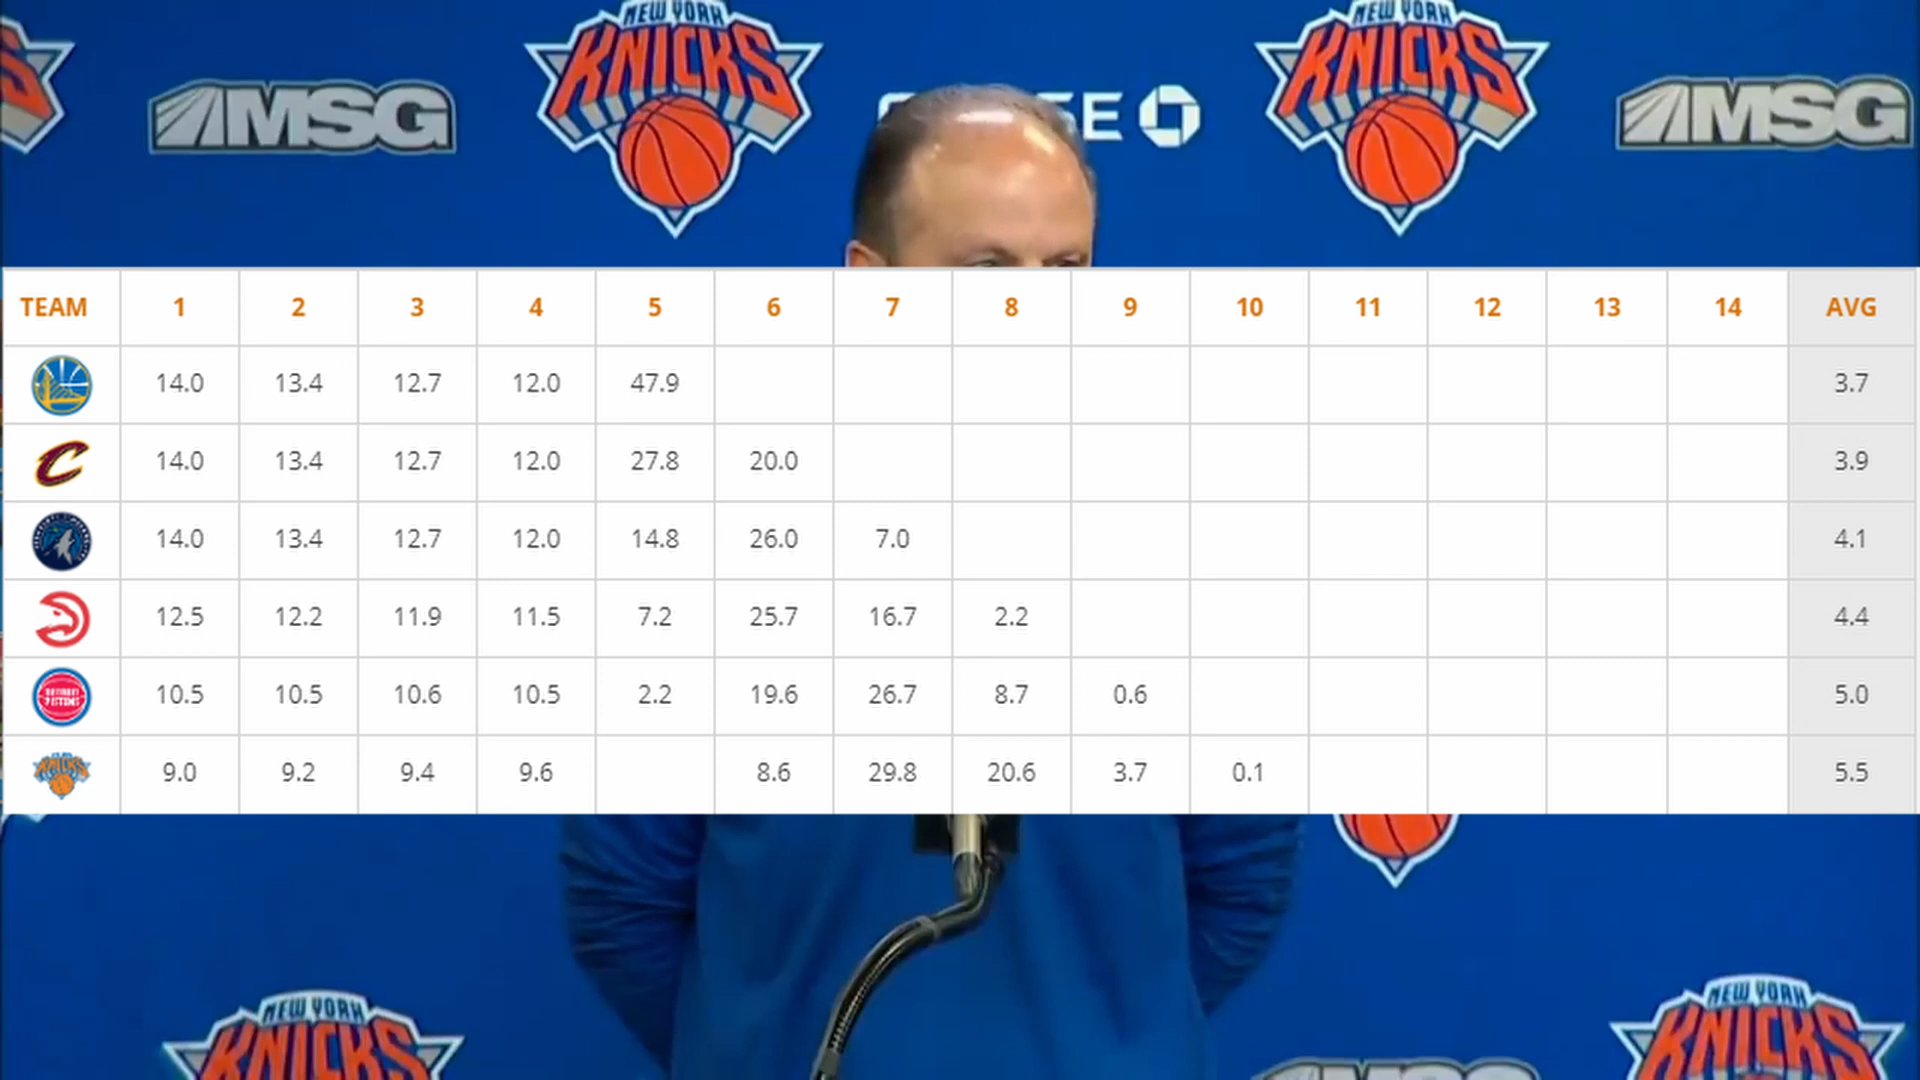 NEW YORK NEW YORK
KNICKS KNICKS
MSG SE MSG
TEAM 1 2 3 4 5 6 7 8 9 10 11 12 13 14 AVG
14.0 13.4 12.7 12.0 47.9 3.7
14.0 13.4 12.7 12.0 27.8 20.0 3.9
14.0 13.4 12.7 12.0 14.8 26.0 7.0 4.1
12.5 12.2 11.9 11.5 7.2 25.7 16.7 2.2 4.4
DETROIT PISTONS 10.5 10.5 10.6 10.5 2.2 19.6 26.7 8.7 0.6 5.0
KNICKS 9.0 9.2 9.4 9.6 8.6 29.8 20.6 3.7 0.1 5.5
NEW YORK NEW YORK
KNICKS KNICKS
MSG